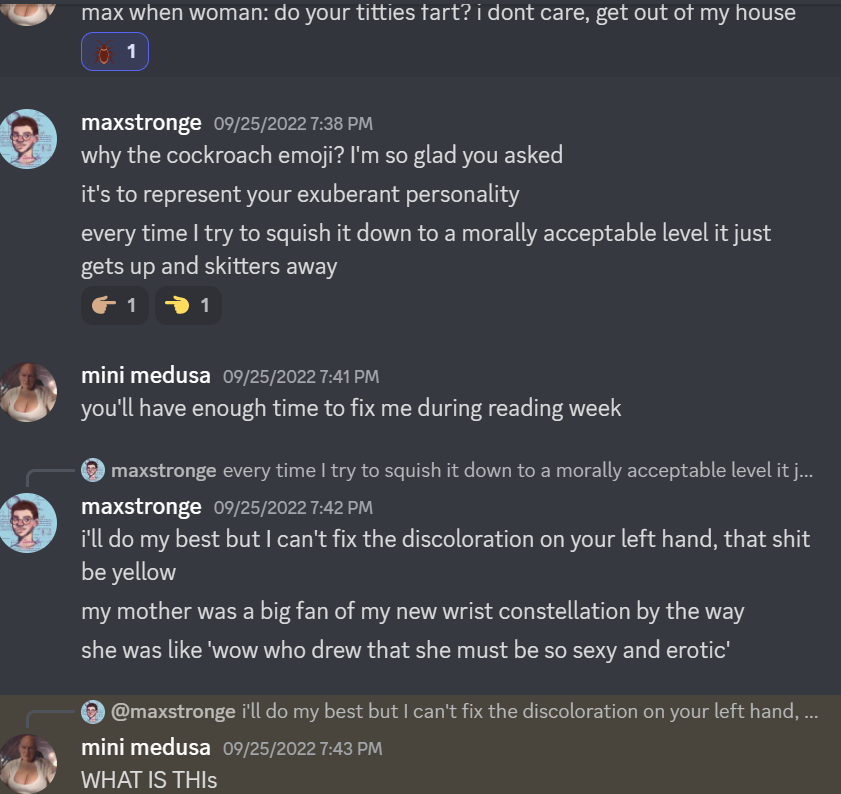 max when woman: do your titties fart? i dont care, get out of my house
1
maxstronge 09/25/2022 7:38 PM
why the cockroach emoji? I'm so glad you asked
it's to represent your exuberant personality
every time I try to squish it down to a morally acceptable level it just
gets up and skitters away
1 1
mini medusa 09/25/2022 7:41 PM
you'll have enough time to fix me during reading week
maxstronge every time I try to squish it down to a morally acceptable level it j...
maxstronge 09/25/2022 7:42 PM
i'll do my best but I can't fix the discoloration on your left hand, that shit
be yellow
my mother was a big fan of my new wrist constellation by the way
she was like 'wow who drew that she must be so sexy and erotic'
@maxstronge i'll do my best but I can't fix the discoloration on your left hand, ...
mini medusa 09/25/2022 7:43 PM
WHAT IS THIs